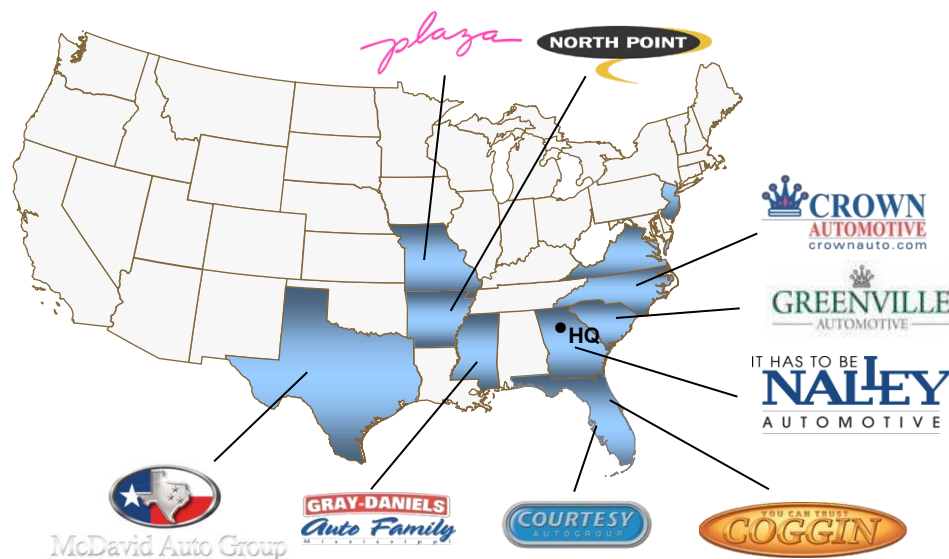 plaza
NORTH POINT
CROWN
AUTOMOTIVE
crownauto.com
GREENVILLE
AUTOMOTIVE
HQ
IT HAS TO BE
NALLEY
AUTOMOTIVE
McDavid Auto Group
GRAY-DANIELS
Auto Family
Mississippi
COURTESY
AUTOGROUP
YOU CAN TRUST
COGGIN